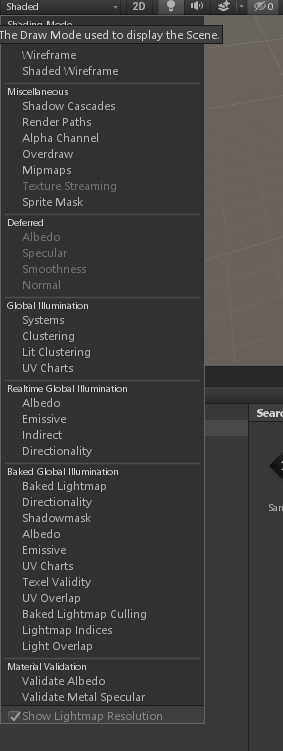 Shaded
2D
0
Shading Mode
The Draw Mode used to display the Scene.
Wireframe
Shaded Wireframe
Miscellaneous
Shadow Cascades
Render Paths
Alpha Channel
Overdraw
Mipmaps
Texture Streaming
Sprite Mask
Deferred
Albedo
Specular
Smoothness
Normal
Global Illumination
Systems
Clustering
Lit Clustering
UV Charts
Realtime Global Illumination
Albedo
Emissive
Indirect
Directionality
Searc
Baked Global Illumination
Baked Lightmap
Directionality
Shadowmask
San
Albedo
Emissive
UV Charts
Texel Validity
UV Overlap
Baked Lightmap Culling
Lightmap Indices
Light Overlap
Material Validation
Validate Albedo
Validate Metal Specular
Show Lightmap Resolution